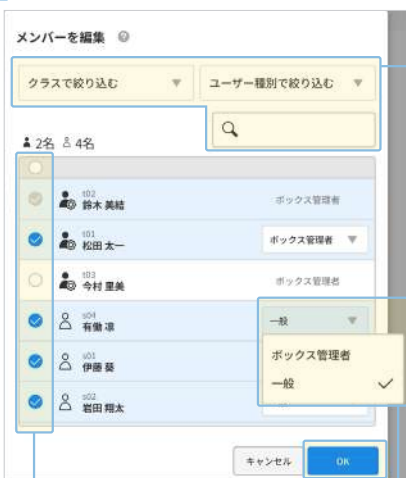 メンバーを編集
クラスで絞り込む ユーザー種別で絞り込む
2名 4名
t02
鈴木 美結 ボックス管理者
t01
松田 太一 ボックス管理者
t03
今村 里美 ボックス管理者
s04
有働 凛 一般
s01
伊藤 葵
s02
岩田 翔太
ボックス管理者
一般
キャンセル OK